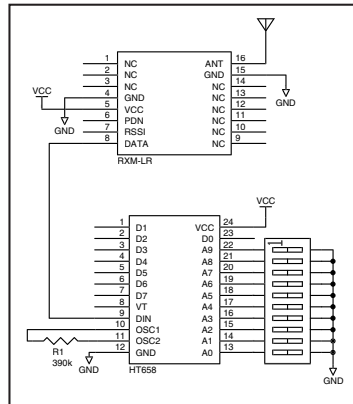 1 NC ANT 16
2 NC GND 15
3 NC NC 14
4 GND NC 13
5 VCC NC 12
6 PDN NC 11
7 RSSI NC 10
8 DATA NC 9
RXM-LR
VCC
GND
GND
VCC
1 D1 VCC 24
2 D2 D0 23
3 D3 A9 22
4 D4 A8 21
5 D5 A7 20
6 D6 A6 19
7 D7 A5 18
8 VT A4 17
9 DIN A3 16
10 OSC1 A2 15
11 OSC2 A1 14
12 GND A0 13
HT658
R1
390k
GND
GND